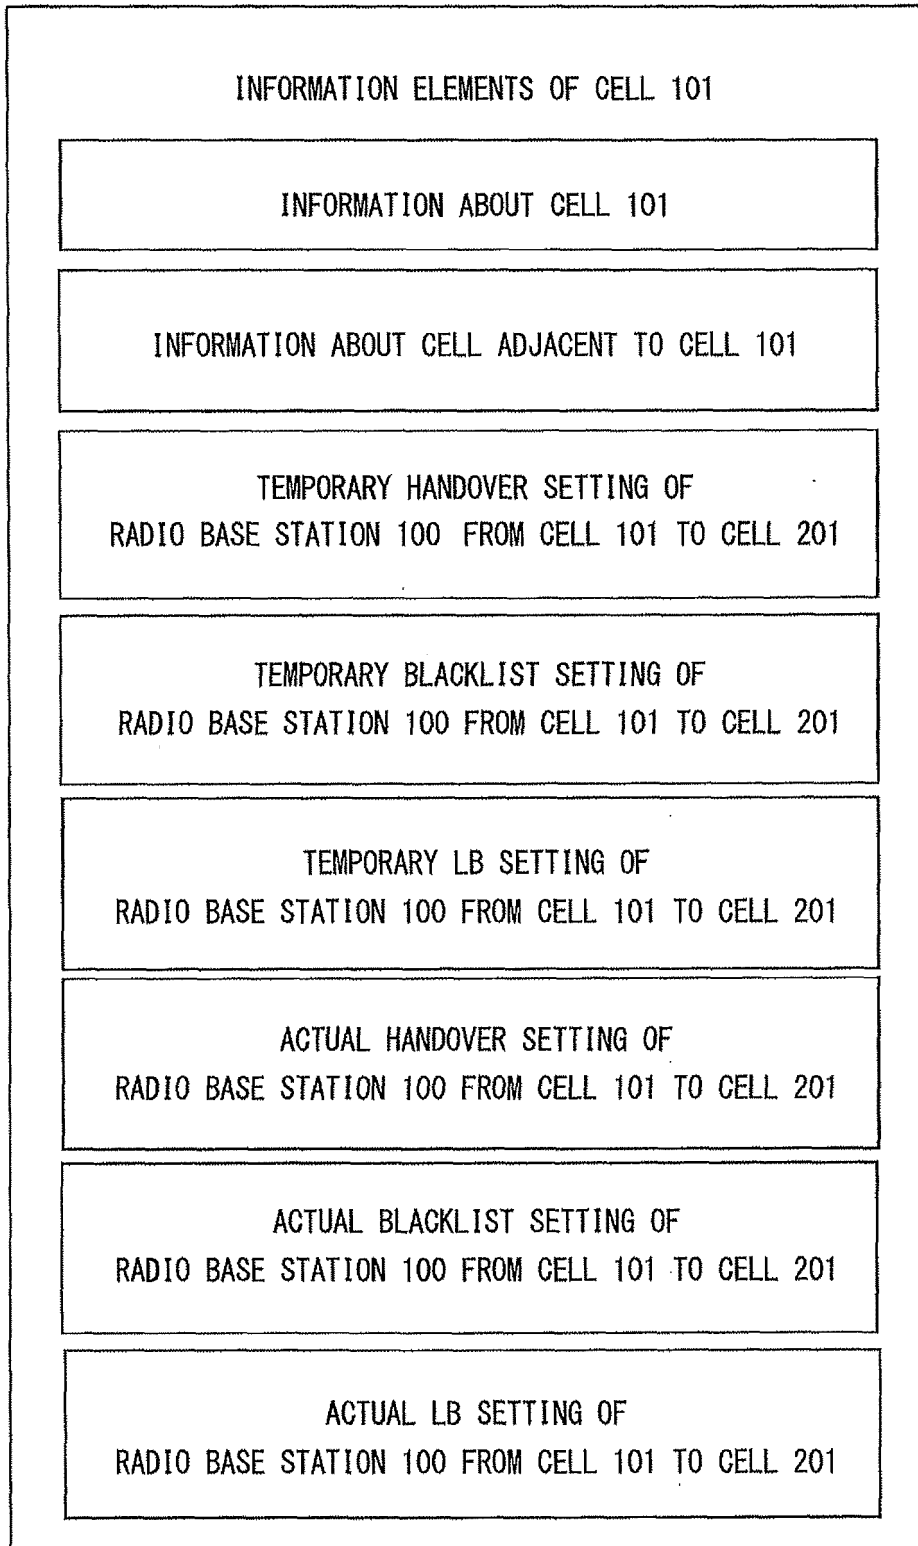 INFORMATION ELEMENTS OF CELL 101
INFORMATION ABOUT CELL 101
INFORMATION ABOUT CELL ADJACENT TO CELL 101
TEMPORARY HANDOVER SETTING OF
RADIO BASE STATION 100 FROM CELL 101 TO CELL 201
TEMPORARY BLACKLIST SETTING OF
RADIO BASE STATION 100 FROM CELL 101 TO CELL 201
TEMPORARY LB SETTING OF
RADIO BASE STATION 100 FROM CELL 101 TO CELL 201
ACTUAL HANDOVER SETTING OF
RADIO BASE STATION 100 FROM CELL 101 TO CELL 201
ACTUAL BLACKLIST SETTING OF
RADIO BASE STATION 100 FROM CELL 101 TO CELL 201
ACTUAL LB SETTING OF
RADIO BASE STATION 100 FROM CELL 101 TO CELL 201